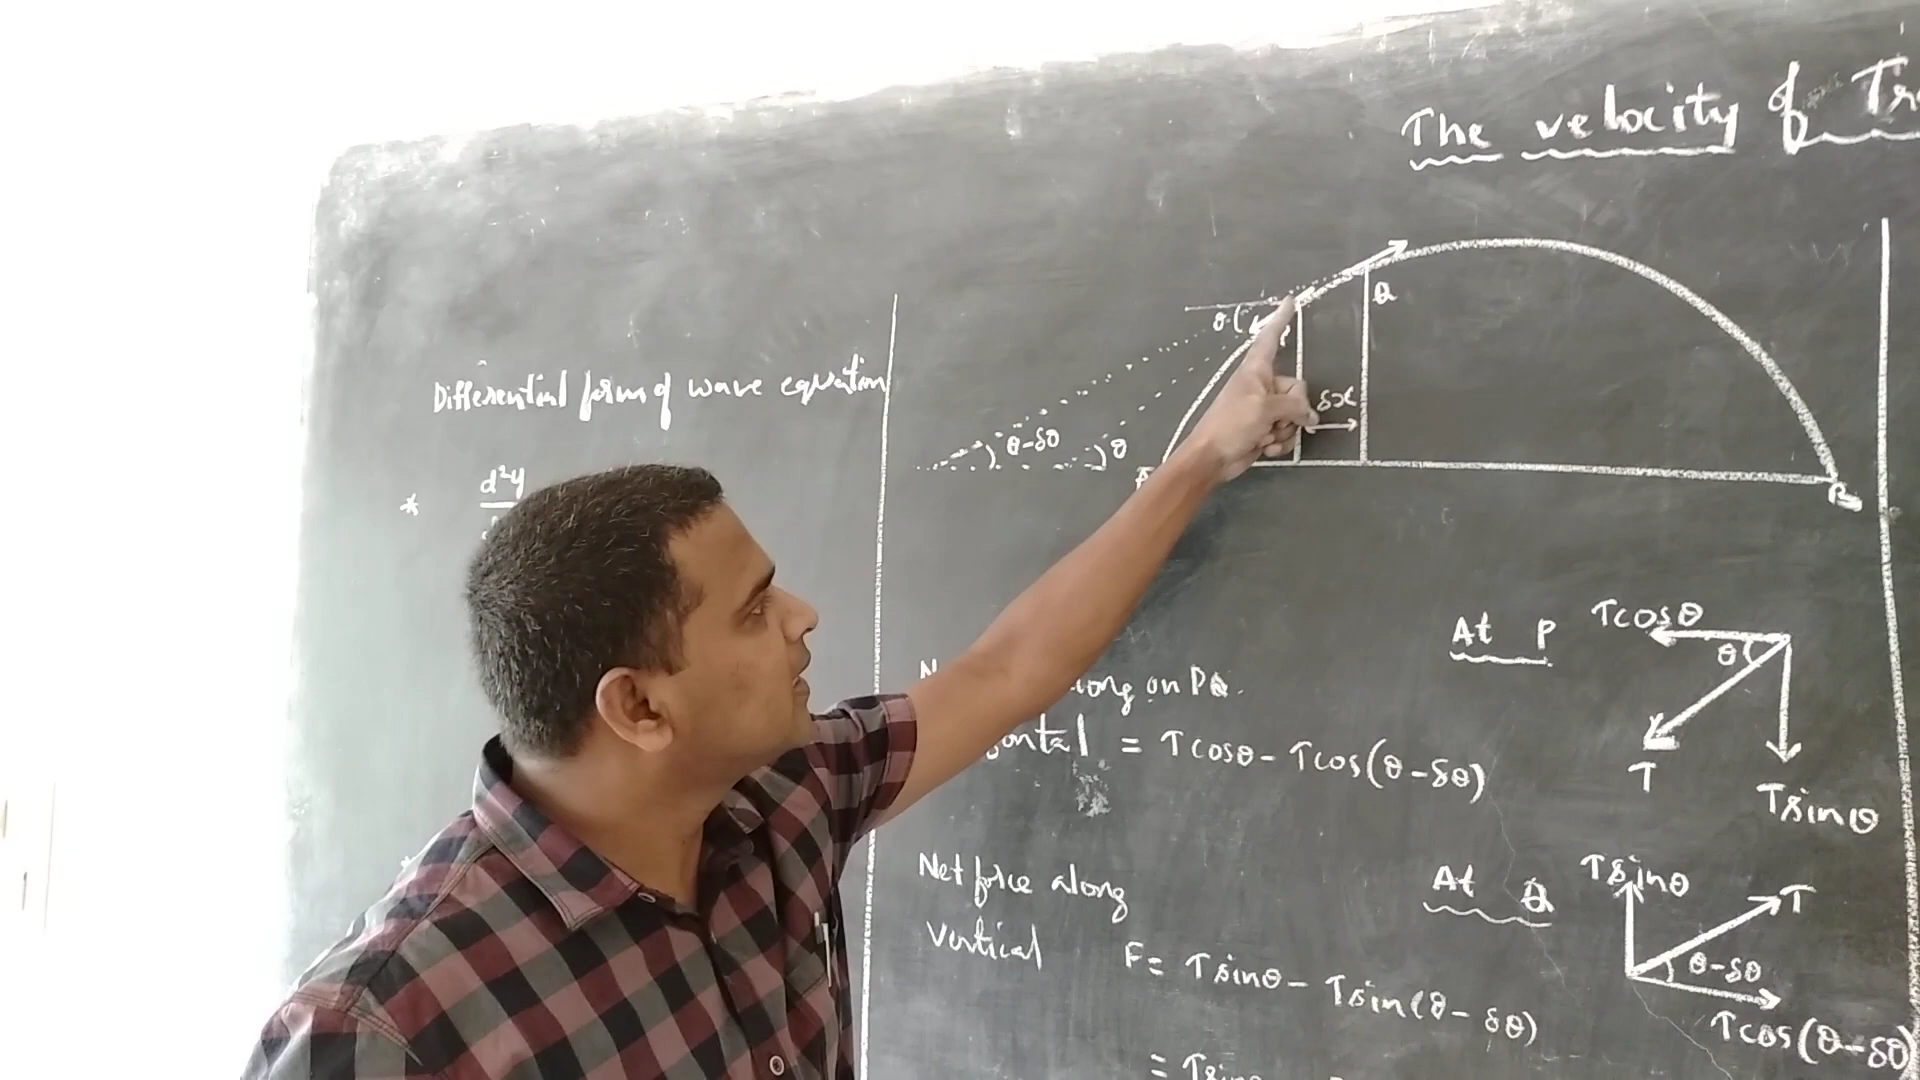 The velocity of Tr
Differential form of wave equation
* d²y
Q
θ
P
δx
θ-δθ
θ
A
B
At P
Tcosθ
θ
T
Tsinθ
along on PQ.
= Tcosθ - Tcos(θ-δθ)
Net force along
vertical F = Tsinθ - Tsin(θ-δθ)
At Q
Tsinθ
T
θ-δθ
Tcos(θ-δθ)